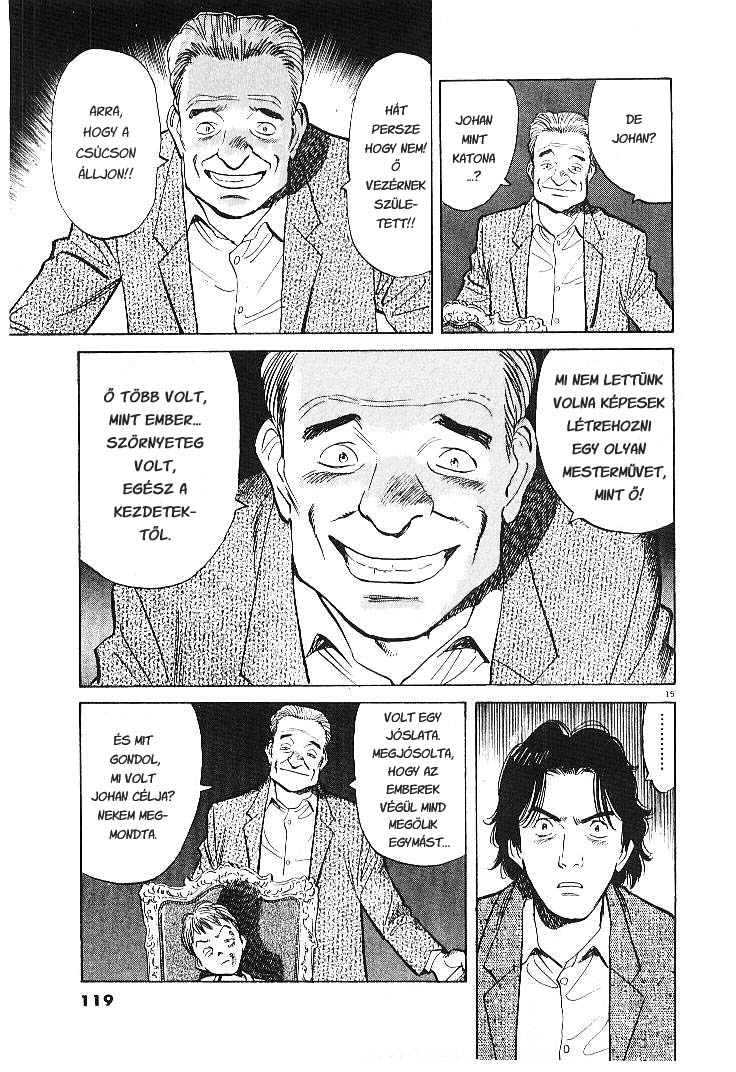 DE
JOHAN?
JOHAN
MINT
KATONA
...?
HÁT
PERSZE
HOGY NEM!
Ő
VEZÉRNEK
SZÜLE-
TETT!!
ARRA,
HOGY A
CSÚCSON
ÁLLJON!!
MI NEM LETTÜNK
VOLNA KÉPESEK
LÉTREHOZNI
EGY OLYAN
MESTERMŰVET,
MINT Ő!
Ő TÖBB VOLT,
MINT EMBER...
SZÖRNYETEG
VOLT,
EGÉSZ A
KEZDETEK-
TŐL.
15
.........
VOLT EGY
JÓSLATA.
MEGJÓSOLTA,
HOGY AZ
EMBEREK
VÉGÜL MIND
MEGÖLIK
EGYMÁST...
ÉS MIT
GONDOL,
MI VOLT
JOHAN CÉLJA?
NEKEM MEG-
MONDTA.
119